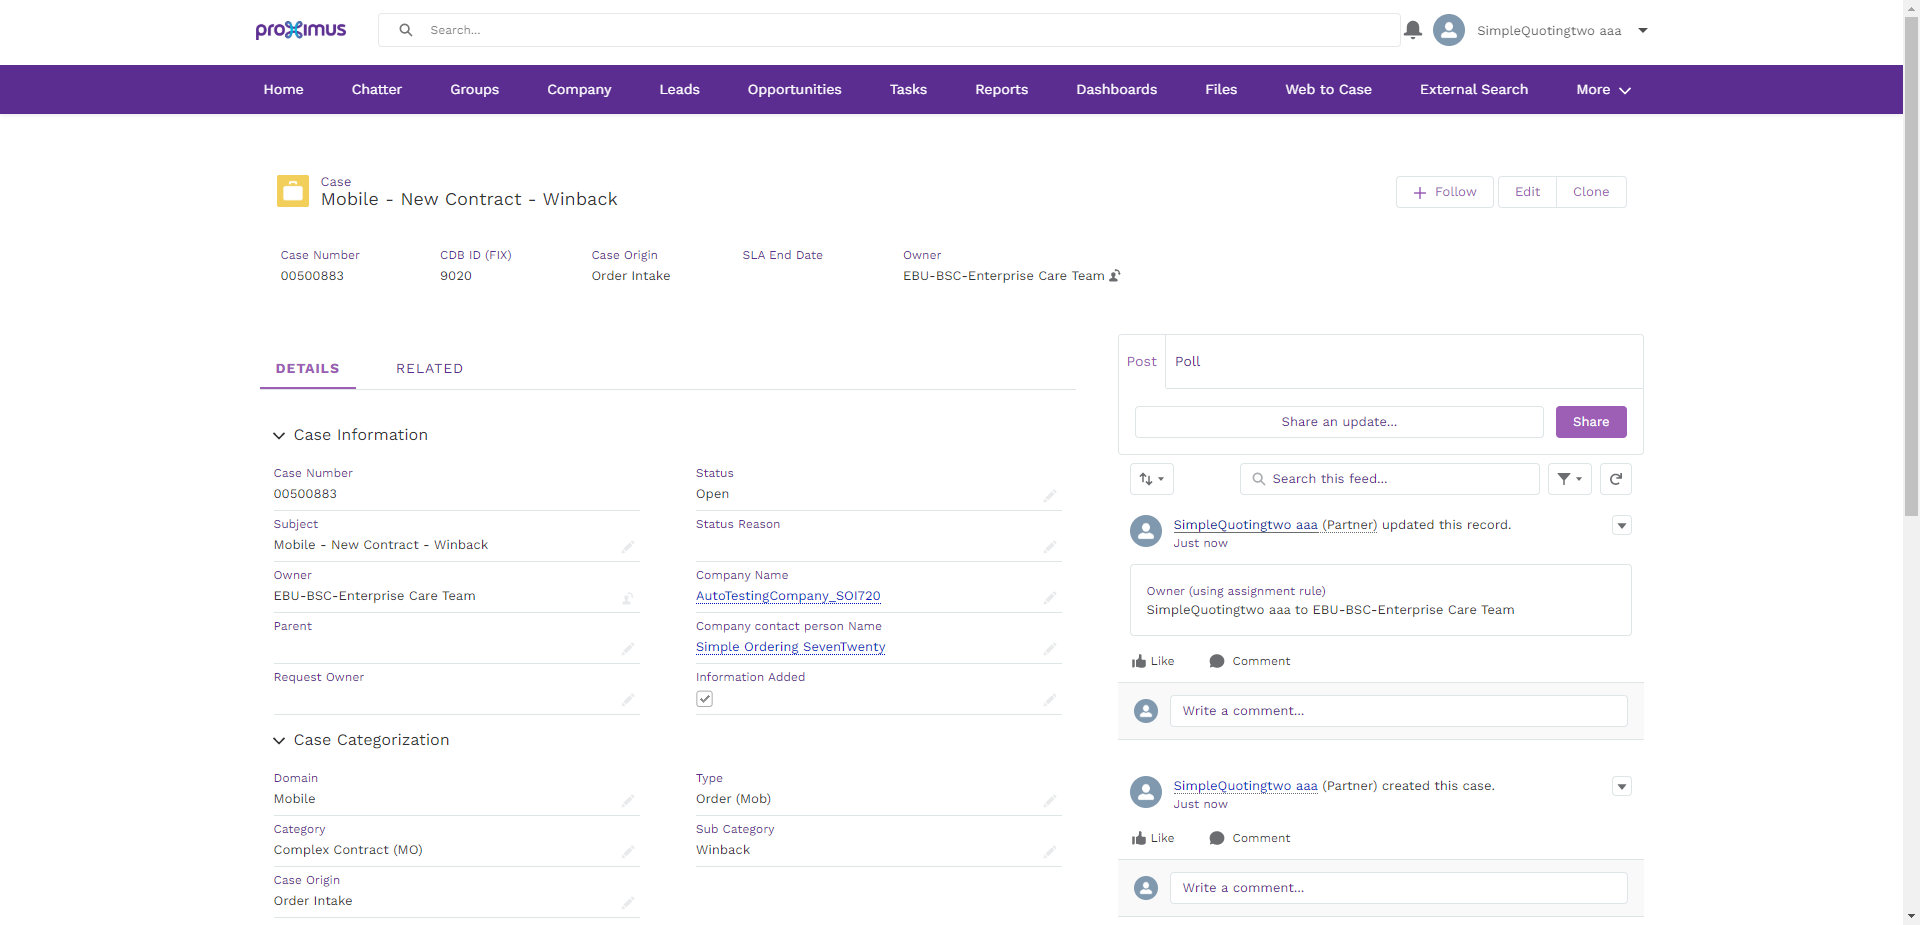 proximus
Search...
SimpleQuotingtwo aaa
Home Chatter Groups Company Leads Opportunities Tasks Reports Dashboards Files Web to Case External Search More
Case
Mobile - New Contract - Winback
Follow Edit Clone
Case Number CDB ID (FIX) Case Origin SLA End Date Owner
00500883 9020 Order Intake EBU-BSC-Enterprise Care Team
DETAILS RELATED
Case Information
Case Number Status
00500883 Open
Subject Status Reason
Mobile - New Contract - Winback
Owner Company Name
EBU-BSC-Enterprise Care Team AutoTestingCompany_SOI720
Parent Company contact person Name
Simple Ordering SevenTwenty
Request Owner Information Added
Case Categorization
Domain Type
Mobile Order (Mob)
Category Sub Category
Complex Contract (MO) Winback
Case Origin
Order Intake
Post Poll
Share an update... Share
Search this feed...
SimpleQuotingtwo aaa (Partner) updated this record.
Just now
Owner (using assignment rule)
SimpleQuotingtwo aaa to EBU-BSC-Enterprise Care Team
Like Comment
Write a comment...
SimpleQuotingtwo aaa (Partner) created this case.
Just now
Like Comment
Write a comment...